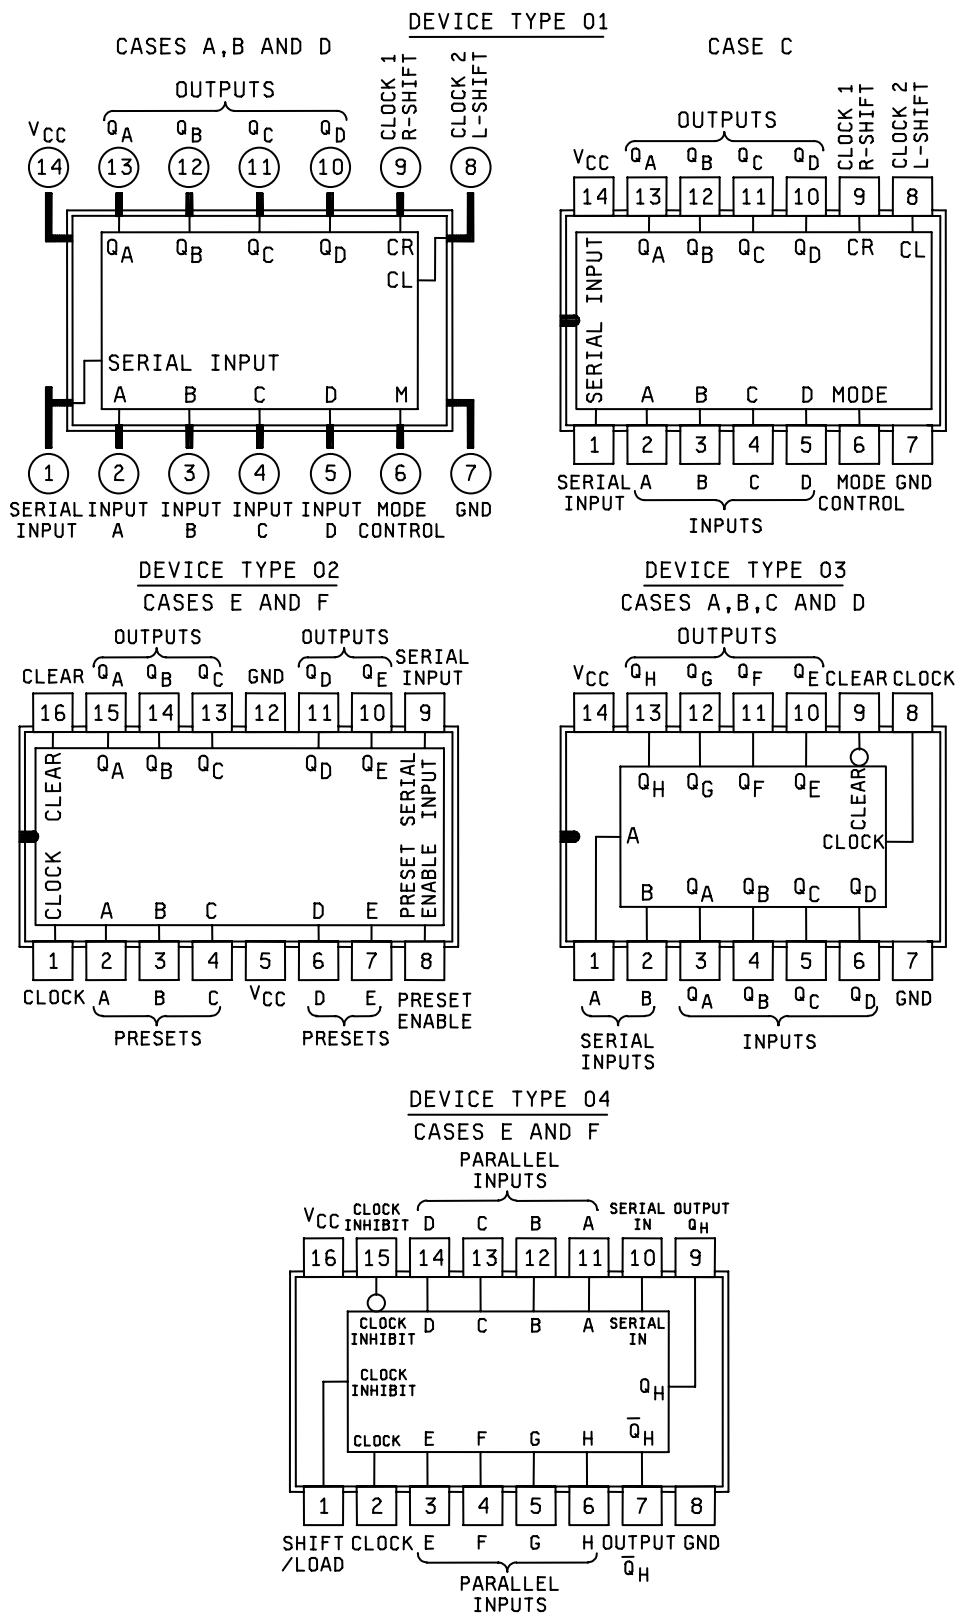 DEVICE TYPE 01
CASES A,B AND D
OUTPUTS
VCC QA QB QC QD CLOCK 1 R-SHIFT CLOCK 2 L-SHIFT
14 13 12 11 10 9 8
QA QB QC QD CR
CL
SERIAL INPUT
A B C D M
1 2 3 4 5 6 7
SERIAL INPUT INPUT INPUT INPUT MODE GND
INPUT A B C D CONTROL
CASE C
OUTPUTS
VCC QA QB QC QD CLOCK 1 R-SHIFT CLOCK 2 L-SHIFT
14 13 12 11 10 9 8
QA QB QC QD CR CL
SERIAL INPUT
A B C D MODE
1 2 3 4 5 6 7
SERIAL A B C D MODE GND
INPUT CONTROL
INPUTS
DEVICE TYPE 02
CASES E AND F
OUTPUTS OUTPUTS
CLEAR QA QB QC GND QD QE SERIAL
INPUT
16 15 14 13 12 11 10 9
CLEAR QA QB QC QD QE SERIAL
INPUT
CLOCK A B C D E PRESET
ENABLE
1 2 3 4 5 6 7 8
CLOCK A B C VCC D E PRESET
ENABLE
PRESETS PRESETS
DEVICE TYPE 03
CASES A,B,C AND D
OUTPUTS
VCC QH QG QF QE CLEAR CLOCK
14 13 12 11 10 9 8
QH QG QF QE CLEAR
A CLOCK
B QA QB QC QD
1 2 3 4 5 6 7
A B QA QB QC QD GND
SERIAL INPUTS
INPUTS
DEVICE TYPE 04
CASES E AND F
PARALLEL
INPUTS
VCC CLOCK INHIBIT D C B A SERIAL IN OUTPUT QH
16 15 14 13 12 11 10 9
CLOCK D C B A SERIAL
INHIBIT IN
CLOCK
INHIBIT QH
CLOCK E F G H Q̅H
1 2 3 4 5 6 7 8
SHIFT CLOCK E F G H OUTPUT GND
/LOAD Q̅H
PARALLEL
INPUTS